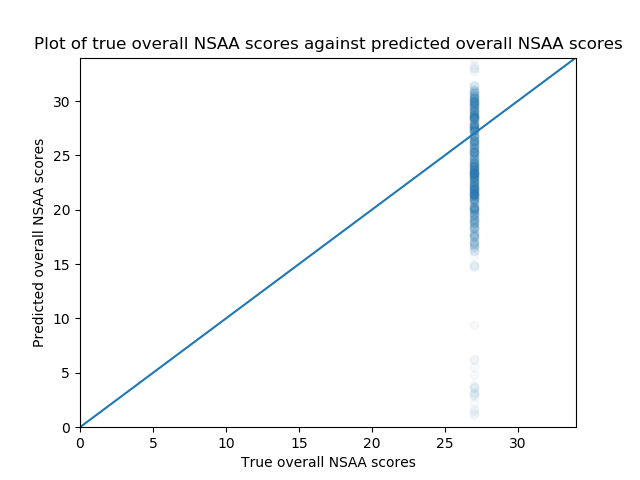 Plot of true overall NSAA scores against predicted overall NSAA scores
Predicted overall NSAA scores
30
25
20
15
10
5
0
0 5 10 15 20 25 30
True overall NSAA scores